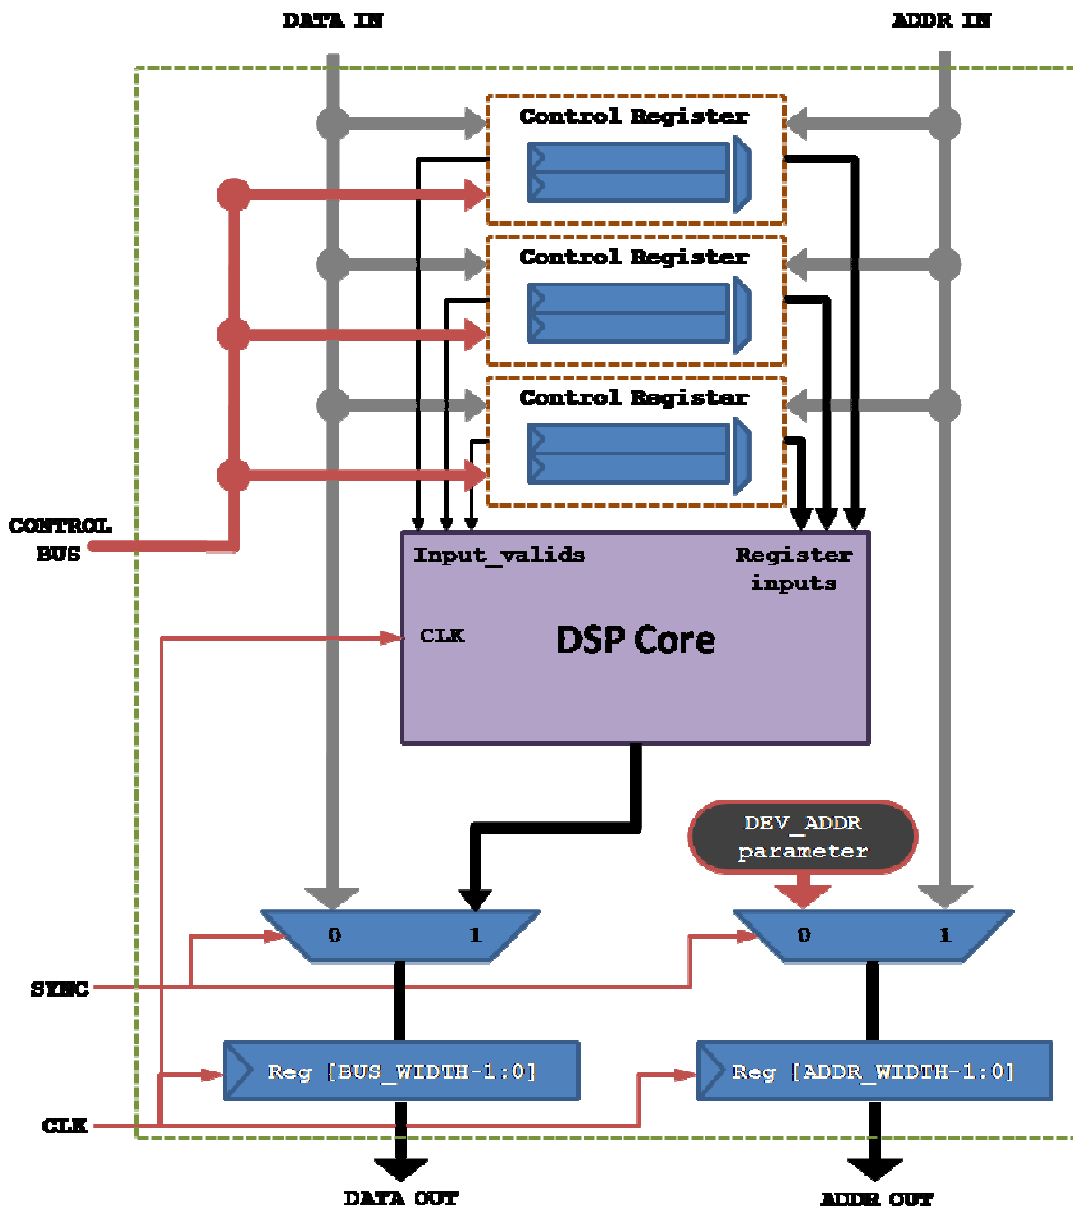 DATA IN
ADDR IN
Control Register
Control Register
Control Register
CONTROL
BUS
Input_valids
Register
inputs
CLK
DSP Core
DEV_ADDR
parameter
0
1
0
1
SYNC
Reg [BUS_WIDTH-1:0]
Reg [ADDR_WIDTH-1:0]
CLK
DATA OUT
ADDR OUT